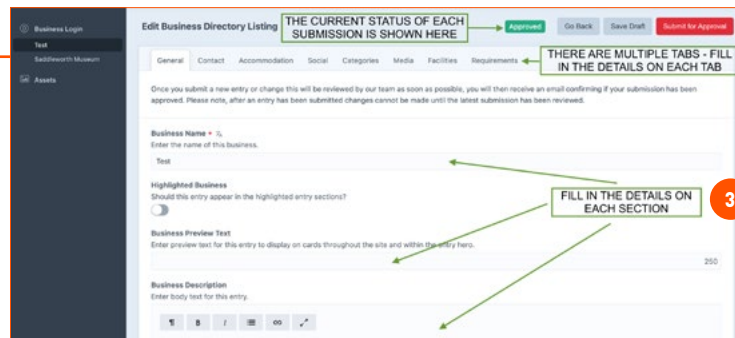 Business Login
Test
Saddleworth Museum
Assets
Edit Business Directory Listing
THE CURRENT STATUS OF EACH
SUBMISSION IS SHOWN HERE
Approved
Go Back
Save Draft
Submit for Approval
General Contact Accommodation Social Categories Media Facilities Requirements
THERE ARE MULTIPLE TABS - FILL
IN THE DETAILS ON EACH TAB
Once you submit a new entry or change this will be reviewed by our team as soon as possible, you will then receive an email confirming if your submission has been
approved. Please note, after an entry has been submitted changes cannot be made until the latest submission has been reviewed.
Business Name
Enter the name of this business.
Test
Highlighted Business
Should this entry appear in the highlighted entry sections?
FILL IN THE DETAILS ON
EACH SECTION
3
Business Preview Text
Enter preview text for this entry to display on cards throughout the site and within the entry hero.
250
Business Description
Enter body text for this entry.
¶ B I